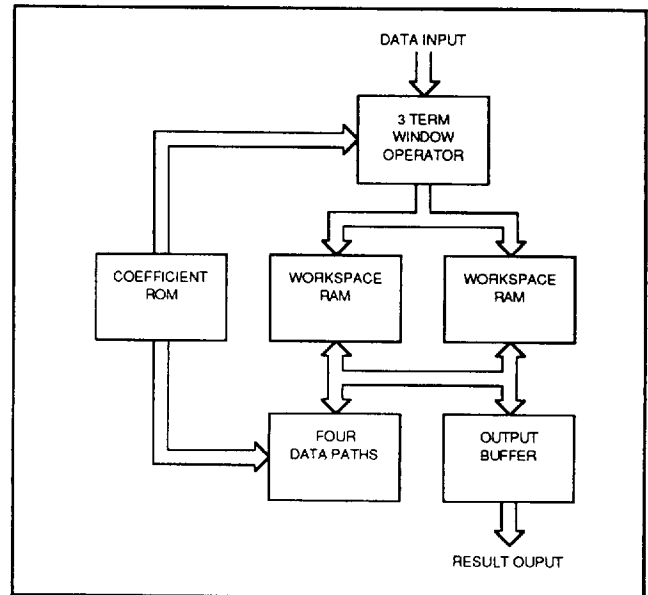 DATA INPUT
3 TERM
WINDOW
OPERATOR
COEFFICIENT
ROM
WORKSPACE
RAM
WORKSPACE
RAM
FOUR
DATA PATHS
OUTPUT
BUFFER
RESULT OUPUT